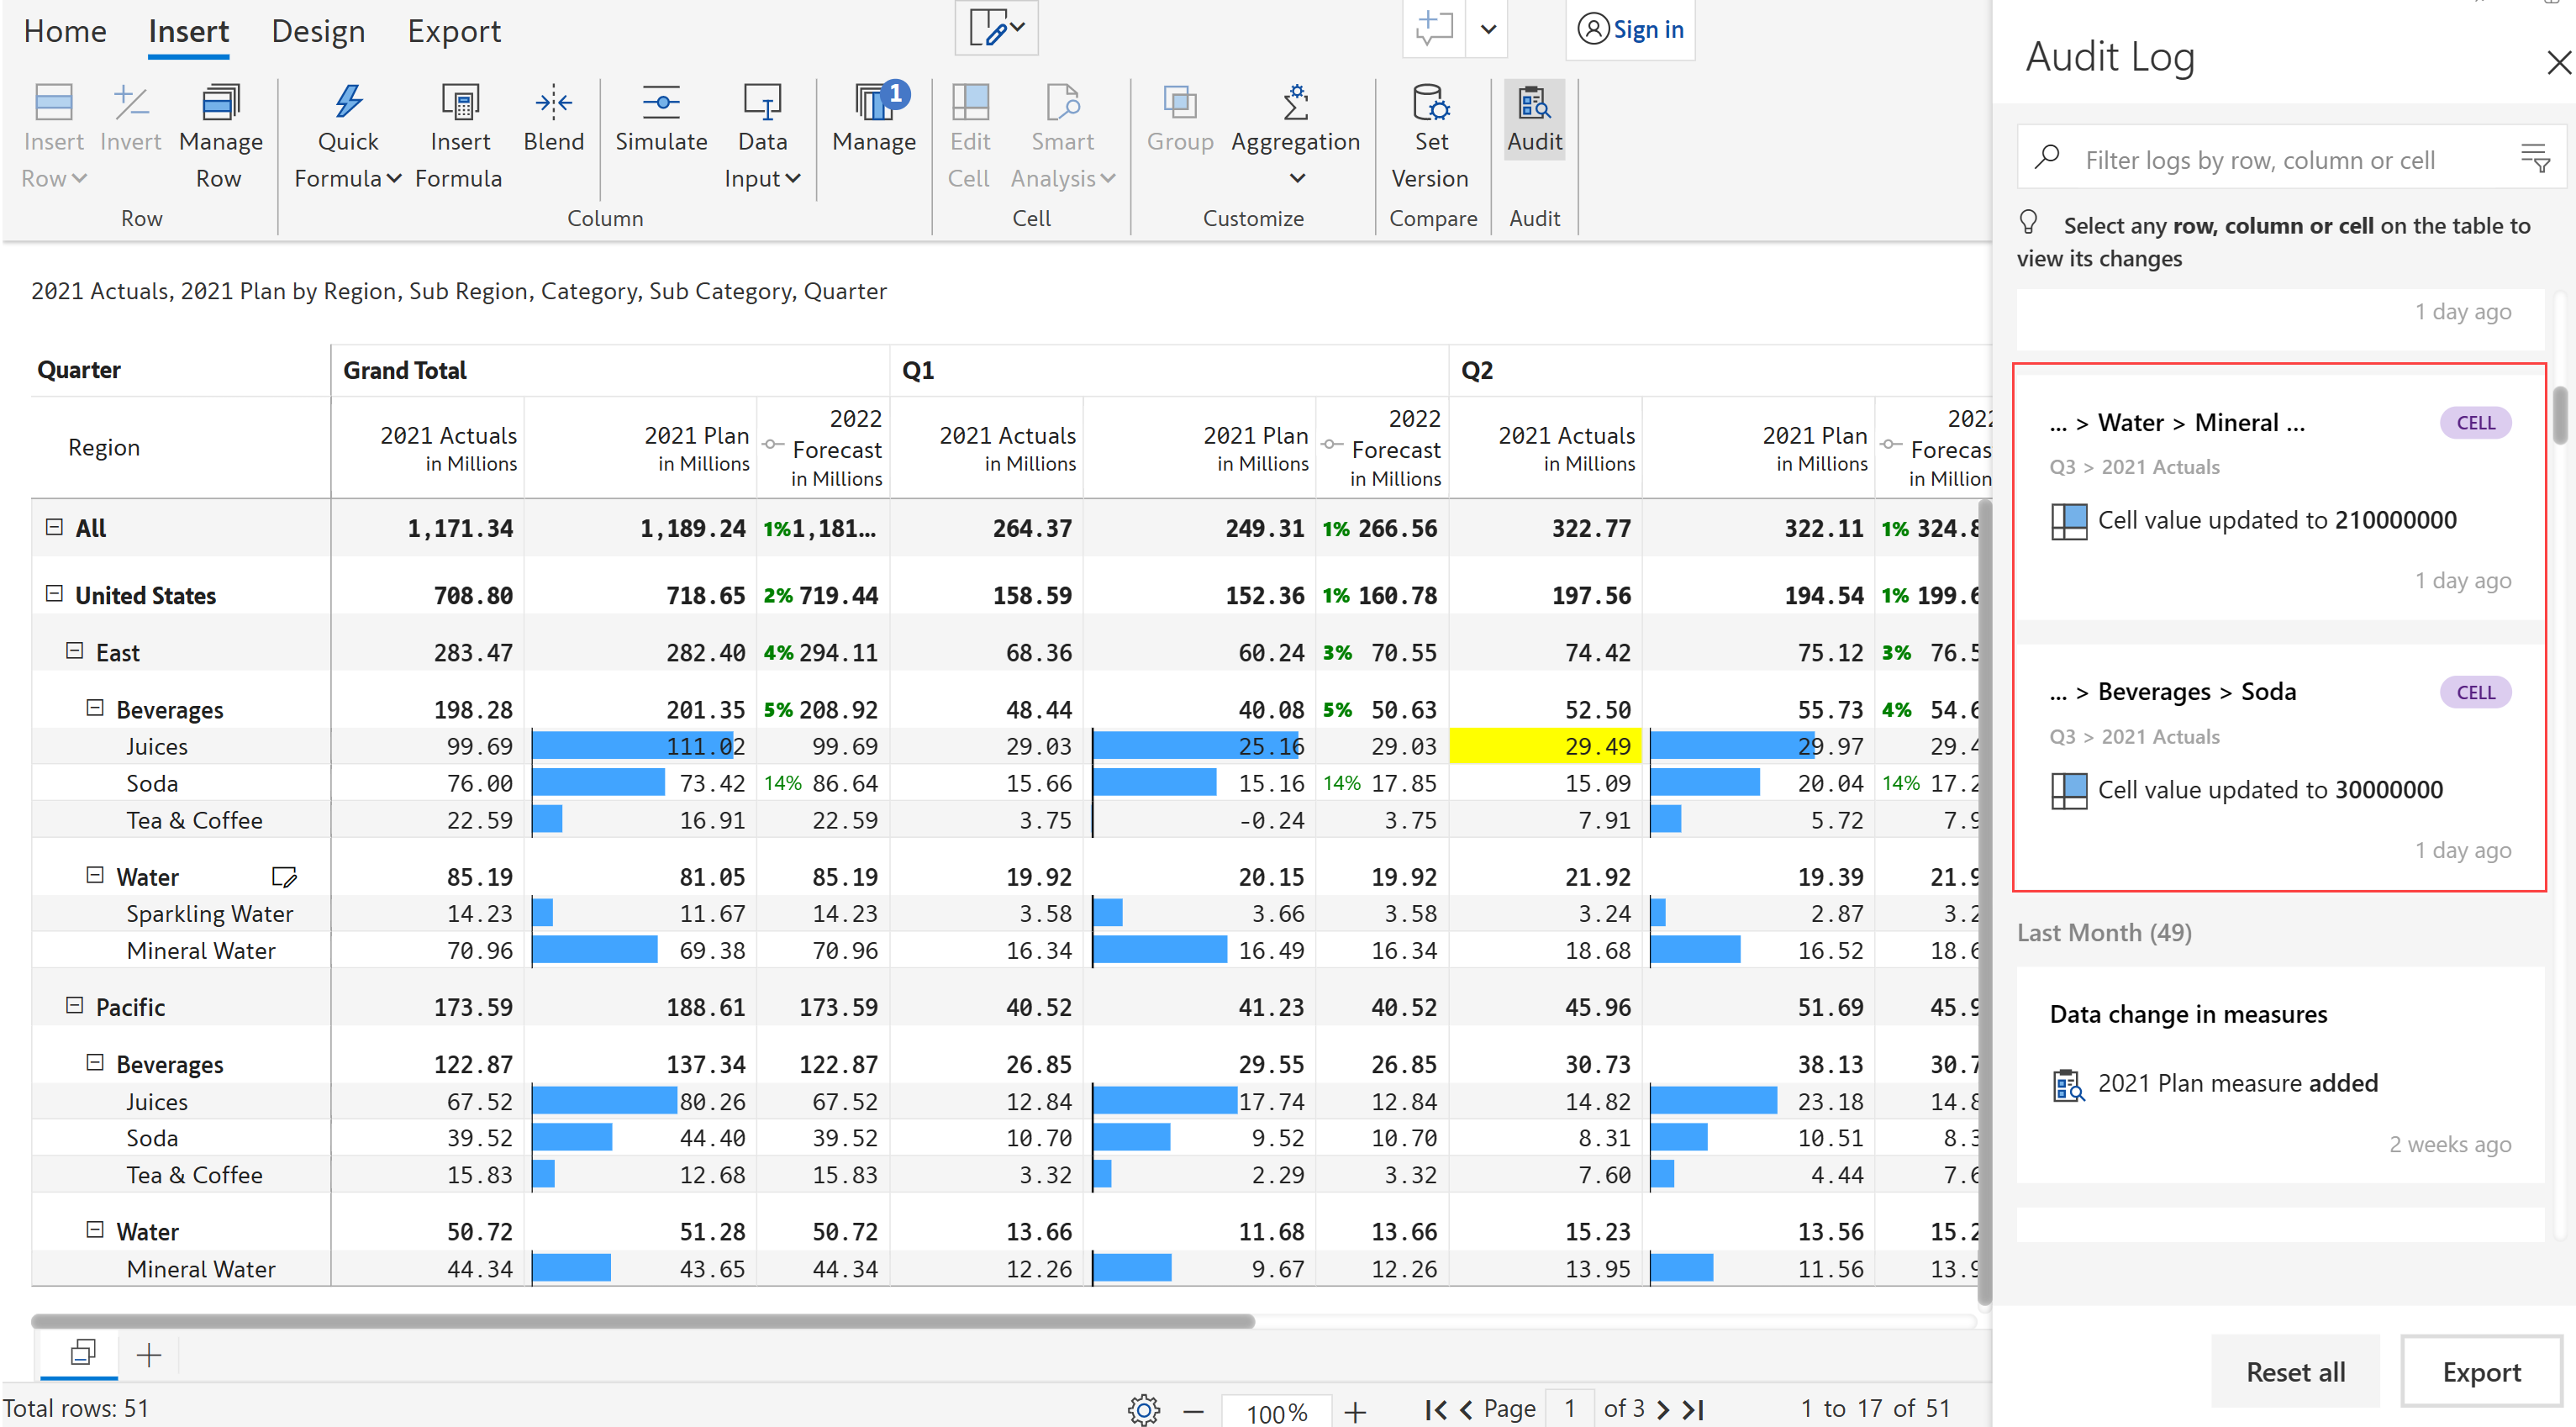 Home Insert Design Export
Sign in
Insert Row
Invert
Manage Row
Row
Quick Formula
Insert Formula
Blend
Simulate
Data Input
Column
Manage 1
Edit Cell
Smart Analysis
Cell
Group
Aggregation
Customize
Set Version
Compare
Audit
Audit
2021 Actuals, 2021 Plan by Region, Sub Region, Category, Sub Category, Quarter
Quarter Grand Total Q1 Q2
Region 2021 Actuals in Millions 2021 Plan in Millions 2022 Forecast in Millions 2021 Actuals in Millions 2021 Plan in Millions 2022 Forecast in Millions 2021 Actuals in Millions 2021 Plan in Millions 2022 Forecas in Million
All 1,171.34 1,189.24 1% 1,181... 264.37 249.31 1% 266.56 322.77 322.11 1% 324.8
United States 708.80 718.65 2% 719.44 158.59 152.36 1% 160.78 197.56 194.54 1% 199.6
East 283.47 282.40 4% 294.11 68.36 60.24 3% 70.55 74.42 75.12 3% 76.5
Beverages 198.28 201.35 5% 208.92 48.44 40.08 5% 50.63 52.50 55.73 4% 54.6
Juices 99.69 111.02 99.69 29.03 25.16 29.03 29.49 29.97 29.4
Soda 76.00 73.42 14% 86.64 15.66 15.16 14% 17.85 15.09 20.04 14% 17.2
Tea & Coffee 22.59 16.91 22.59 3.75 -0.24 3.75 7.91 5.72 7.9
Water 85.19 81.05 85.19 19.92 20.15 19.92 21.92 19.39 21.9
Sparkling Water 14.23 11.67 14.23 3.58 3.66 3.58 3.24 2.87 3.2
Mineral Water 70.96 69.38 70.96 16.34 16.49 16.34 18.68 16.52 18.6
Pacific 173.59 188.61 173.59 40.52 41.23 40.52 45.96 51.69 45.9
Beverages 122.87 137.34 122.87 26.85 29.55 26.85 30.73 38.13 30.7
Juices 67.52 80.26 67.52 12.84 17.74 12.84 14.82 23.18 14.8
Soda 39.52 44.40 39.52 10.70 9.52 10.70 8.31 10.51 8.3
Tea & Coffee 15.83 12.68 15.83 3.32 2.29 3.32 7.60 4.44 7.6
Water 50.72 51.28 50.72 13.66 11.68 13.66 15.23 13.56 15.2
Mineral Water 44.34 43.65 44.34 12.26 9.67 12.26 13.95 11.56 13.9
Total rows: 51
100%
Page 1 of 3
1 to 17 of 51
Audit Log
Filter logs by row, column or cell
Select any row, column or cell on the table to
view its changes
1 day ago
... > Water > Mineral ... CELL
Q3 > 2021 Actuals
Cell value updated to 210000000
1 day ago
... > Beverages > Soda CELL
Q3 > 2021 Actuals
Cell value updated to 30000000
1 day ago
Last Month (49)
Data change in measures
2021 Plan measure added
2 weeks ago
Reset all Export